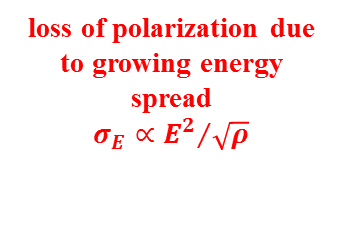 loss of polarization due
to growing energy
spread
σ_E ∝ E²/√ρ